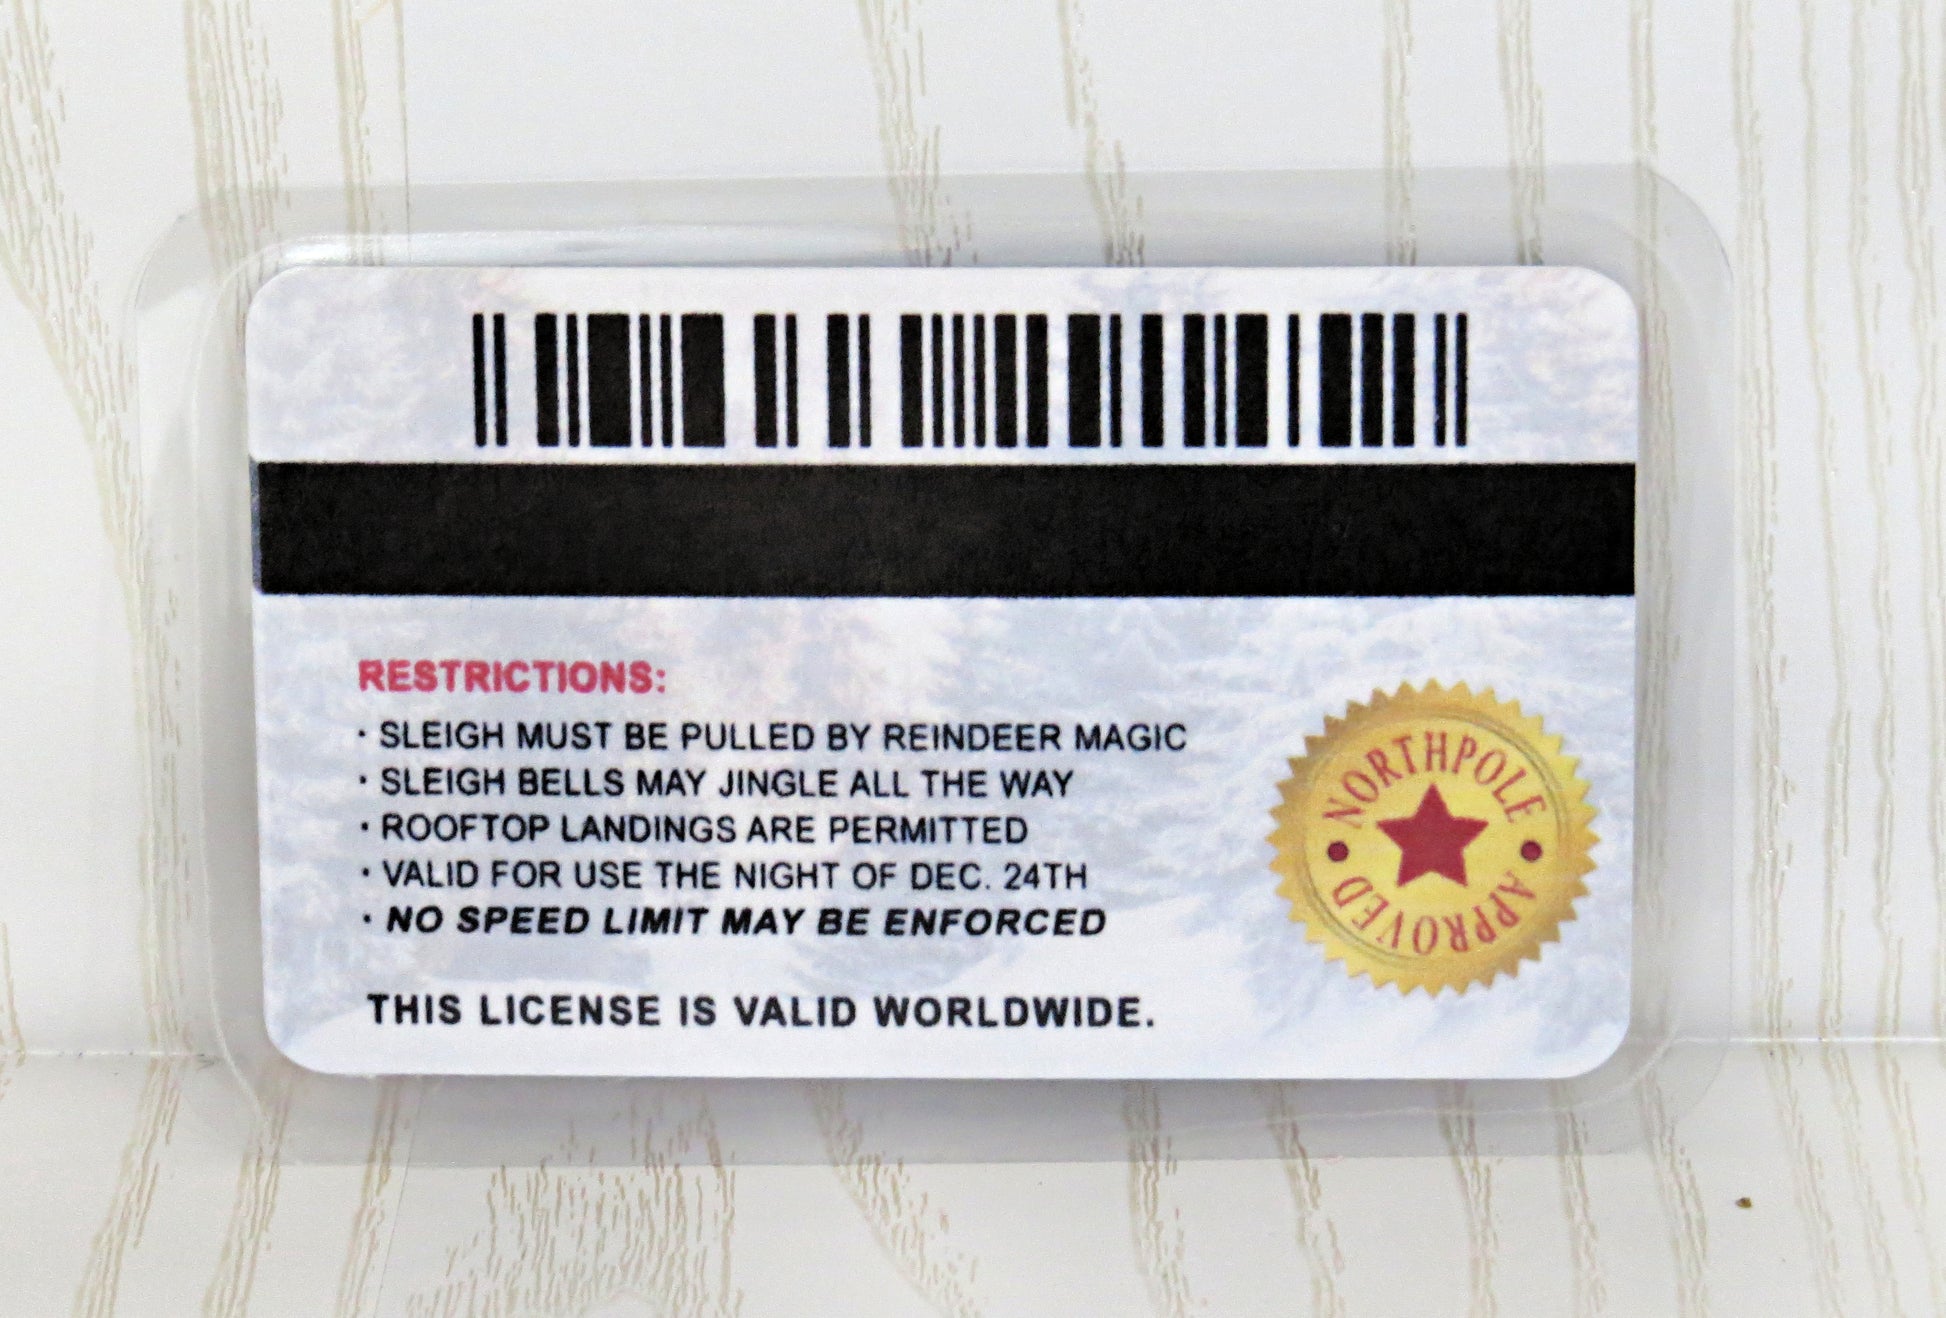 RESTRICTIONS:
· SLEIGH MUST BE PULLED BY REINDEER MAGIC
· SLEIGH BELLS MAY JINGLE ALL THE WAY
· ROOFTOP LANDINGS ARE PERMITTED
· VALID FOR USE THE NIGHT OF DEC. 24TH
· NO SPEED LIMIT MAY BE ENFORCED
THIS LICENSE IS VALID WORLDWIDE.
NORTHPOLE
APPROVED